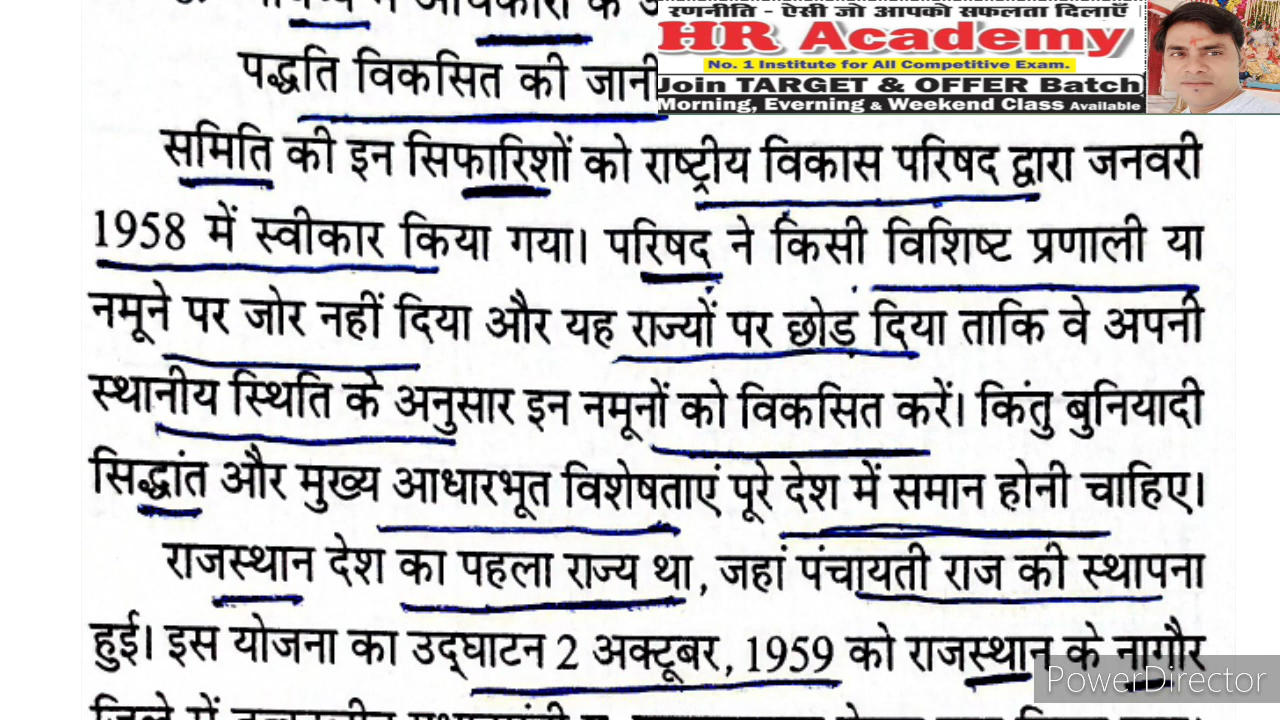 रणनीति - ऐसी जो आपको सफलता दिलाएँ
HR Academy
No. 1 Institute for All Competitive Exam.
Join TARGET & OFFER Batch
Morning, Everning & Weekend Class Available
पद्धति विकसित की जानी
समिति की इन सिफारिशों को राष्ट्रीय विकास परिषद द्वारा जनवरी
1958 में स्वीकार किया गया। परिषद ने किसी विशिष्ट प्रणाली या
नमूने पर जोर नहीं दिया और यह राज्यों पर छोड़ दिया ताकि वे अपनी
स्थानीय स्थिति के अनुसार इन नमूनों को विकसित करें। किंतु बुनियादी
सिद्धांत और मुख्य आधारभूत विशेषताएं पूरे देश में समान होनी चाहिए।
राजस्थान देश का पहला राज्य था, जहां पंचायती राज की स्थापना
हुई। इस योजना का उद्घाटन 2 अक्टूबर, 1959 को राजस्थान के नागौर
PowerDirector